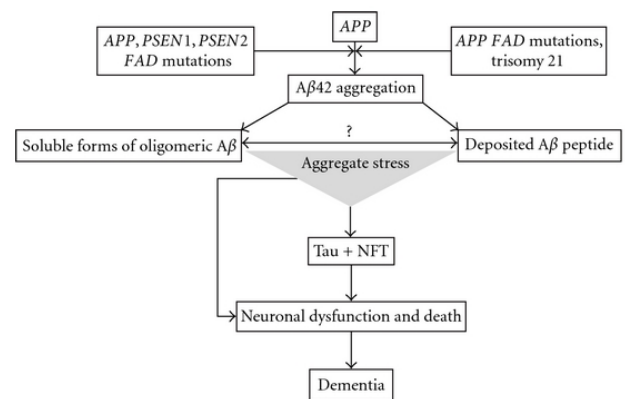 APP
APP, PSEN1, PSEN2
FAD mutations
APP FAD mutations,
trisomy 21
Aβ42 aggregation
?
Soluble forms of oligomeric Aβ
Deposited Aβ peptide
Aggregate stress
Tau + NFT
Neuronal dysfunction and death
Dementia